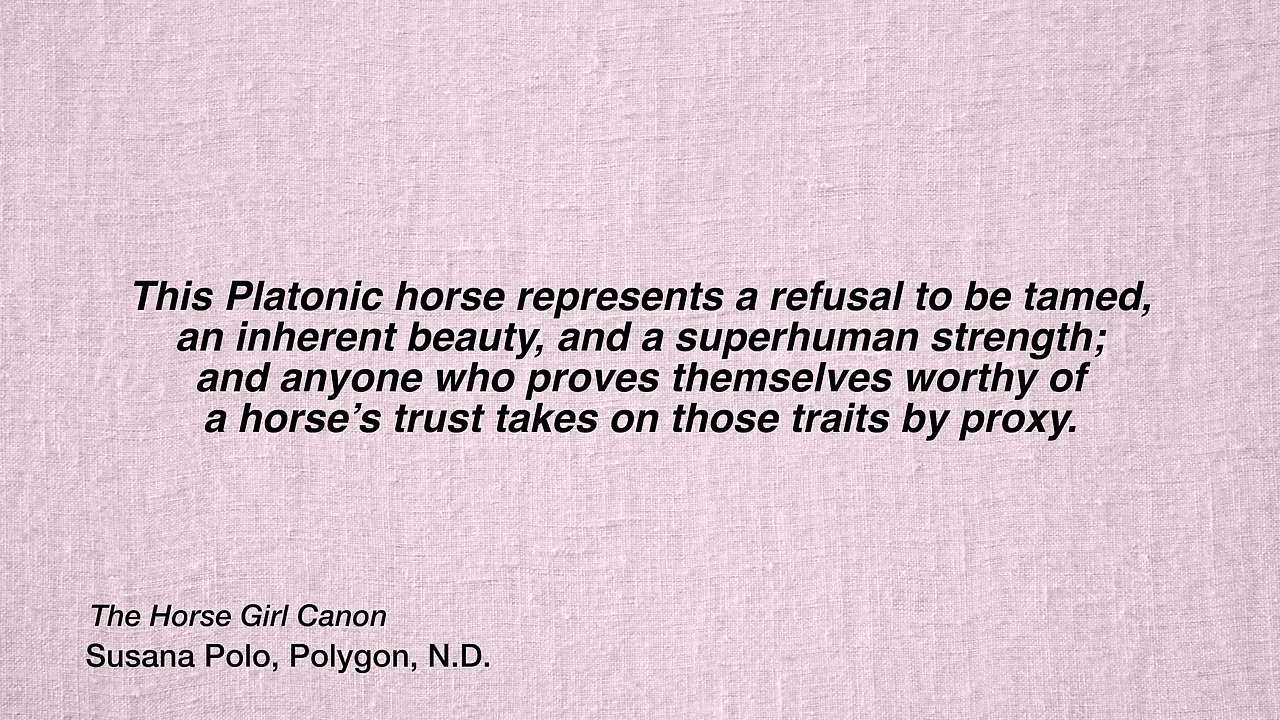 This Platonic horse represents a refusal to be tamed,
an inherent beauty, and a superhuman strength;
and anyone who proves themselves worthy of
a horse’s trust takes on those traits by proxy.
The Horse Girl Canon
Susana Polo, Polygon, N.D.